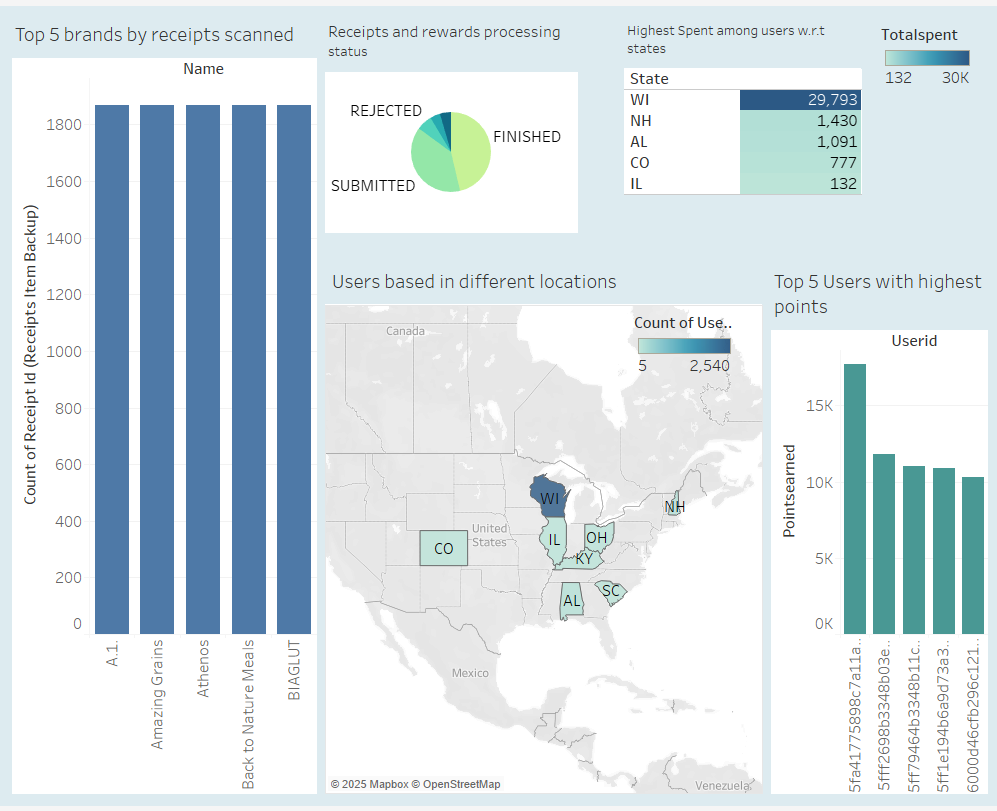 Top 5 brands by receipts scanned
Name
Count of Receipt Id (Receipts Item Backup)
1800
1600
1400
1200
1000
800
600
400
200
0
A.1.
Amazing Grains
Athenos
Back to Nature Meals
BIAGLUT
Receipts and rewards processing
status
REJECTED
FINISHED
SUBMITTED
Highest Spent among users w.r.t
states
State
WI 29,793
NH 1,430
AL 1,091
CO 777
IL 132
Totalspent
132 30K
Users based in different locations
Count of Use..
5 2,540
Canada
United
States
Mexico
Venezuela
WI
NH
IL
OH
CO
KY
AL
SC
© 2025 Mapbox © OpenStreetMap
Top 5 Users with highest
points
Userid
Pointsearned
15K
10K
5K
0K
5fa41775898c7a11a..
5fff2698b3348b03e..
5ff79464b3348b11c..
5ff1e194b6a9d73a3..
6000d46cfb296c121..